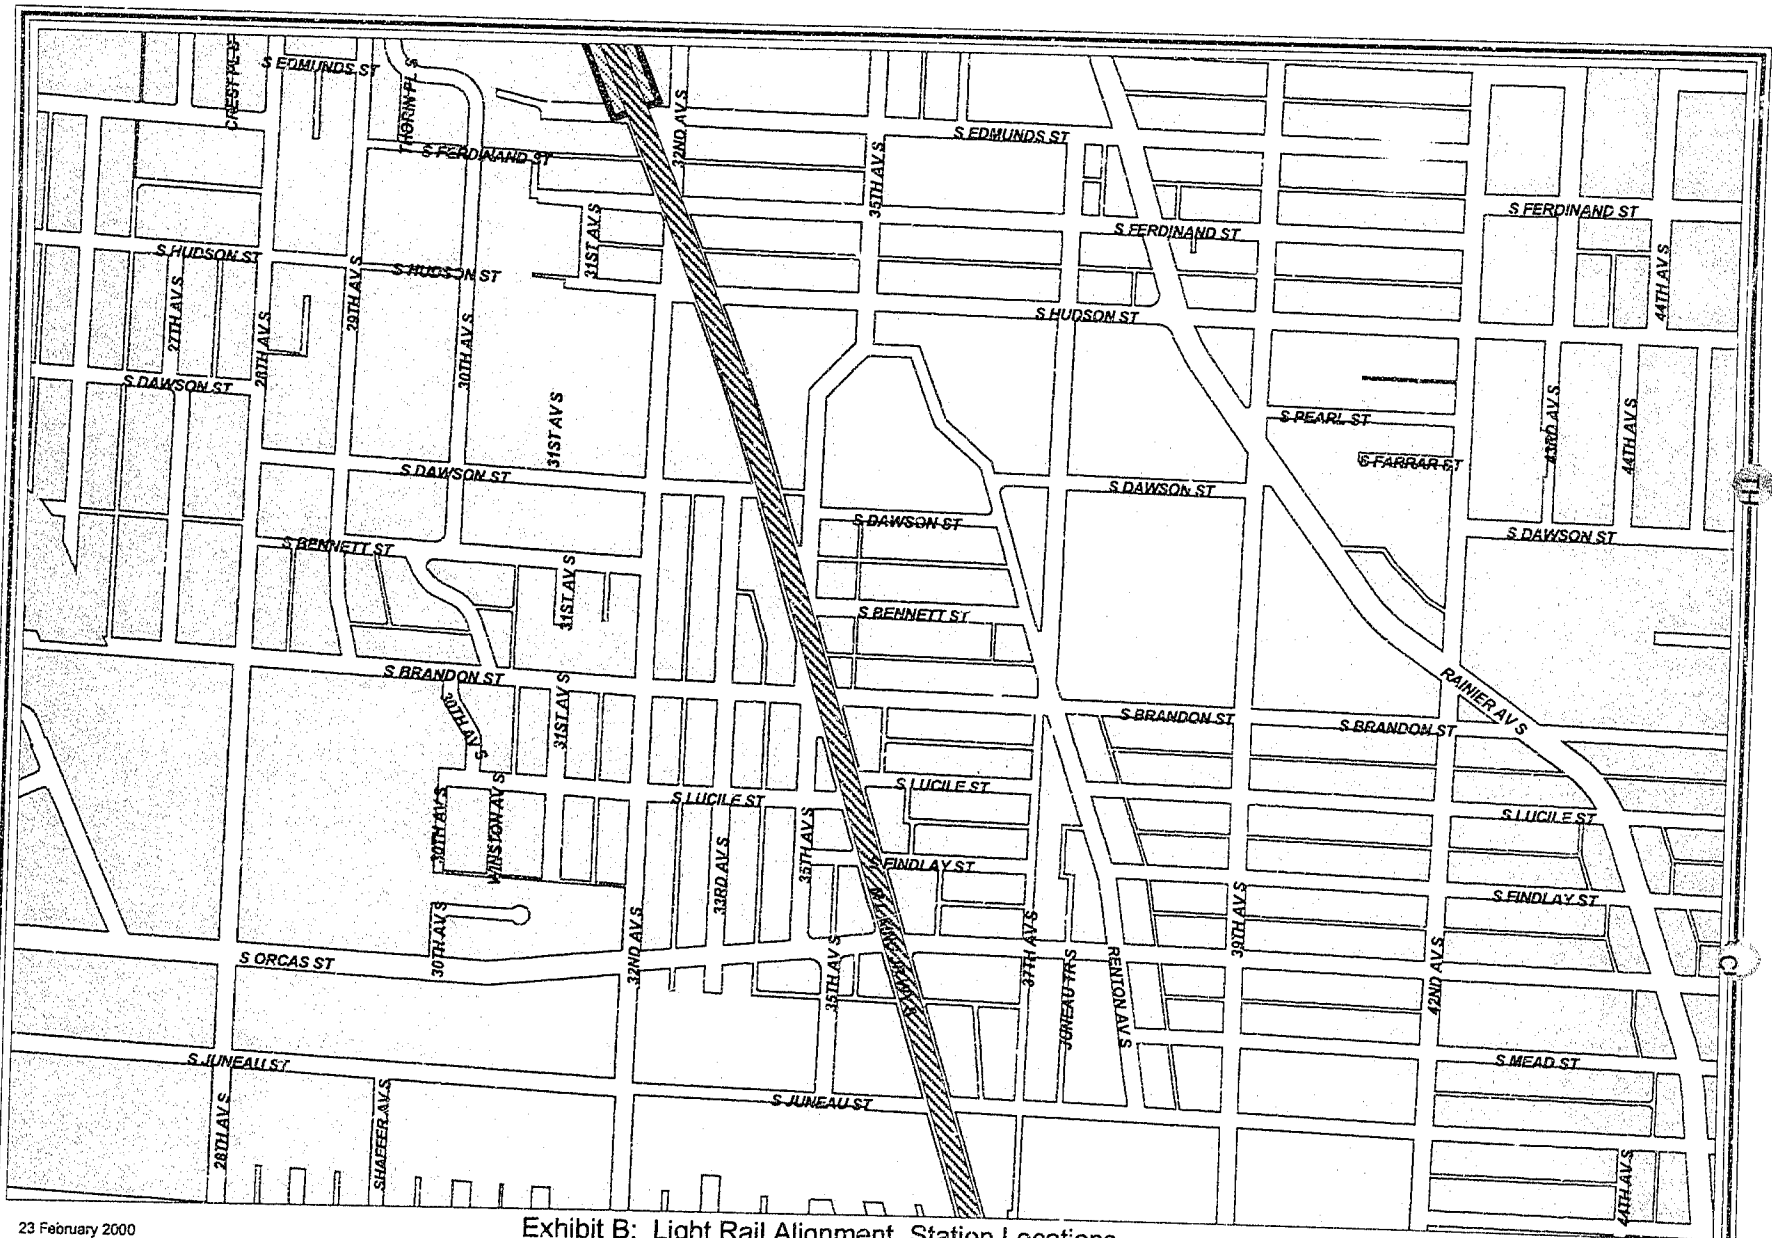 S EDMUNDS ST
CREST PL S
THORIN PL S
32ND AV S
S EDMUNDS ST
S FERDINAND ST
35TH AV S
S FERDINAND ST
S FERDINAND ST
31ST AV S
S HUDSON ST
S HUDSON ST
27TH AV S
28TH AV S
29TH AV S
30TH AV S
44TH AV S
S HUDSON ST
S DAWSON ST
31ST AV S
S PEARL ST
43RD AV S
44TH AV S
S FARRAR ST
S DAWSON ST
S DAWSON ST
TH
S DAWSON ST
S DAWSON ST
S BENNETT ST
31ST AV S
S BENNETT ST
S BRANDON ST
30TH AV S
31ST AV S
RAINIER AV S
S BRANDON ST
S BRANDON ST
S LUCILE ST
S LUCILE ST
S LUCILE ST
30TH AV S
WINSTON AV S
33RD AV S
35TH AV S
S FINDLAY ST
S FINDLAY ST
39TH AV S
30TH AV S
32ND AV S
S ORCAS ST
35TH AV S
37TH AV S
JUNEAU TR S
RENTON AV S
42ND AV S
S MEAD ST
S JUNEAU ST
S JUNEAU ST
28TH AV S
SHAFFER AV S
44TH AV S
23 February 2000
Exhibit B: Light Rail Alignment, Station Locations